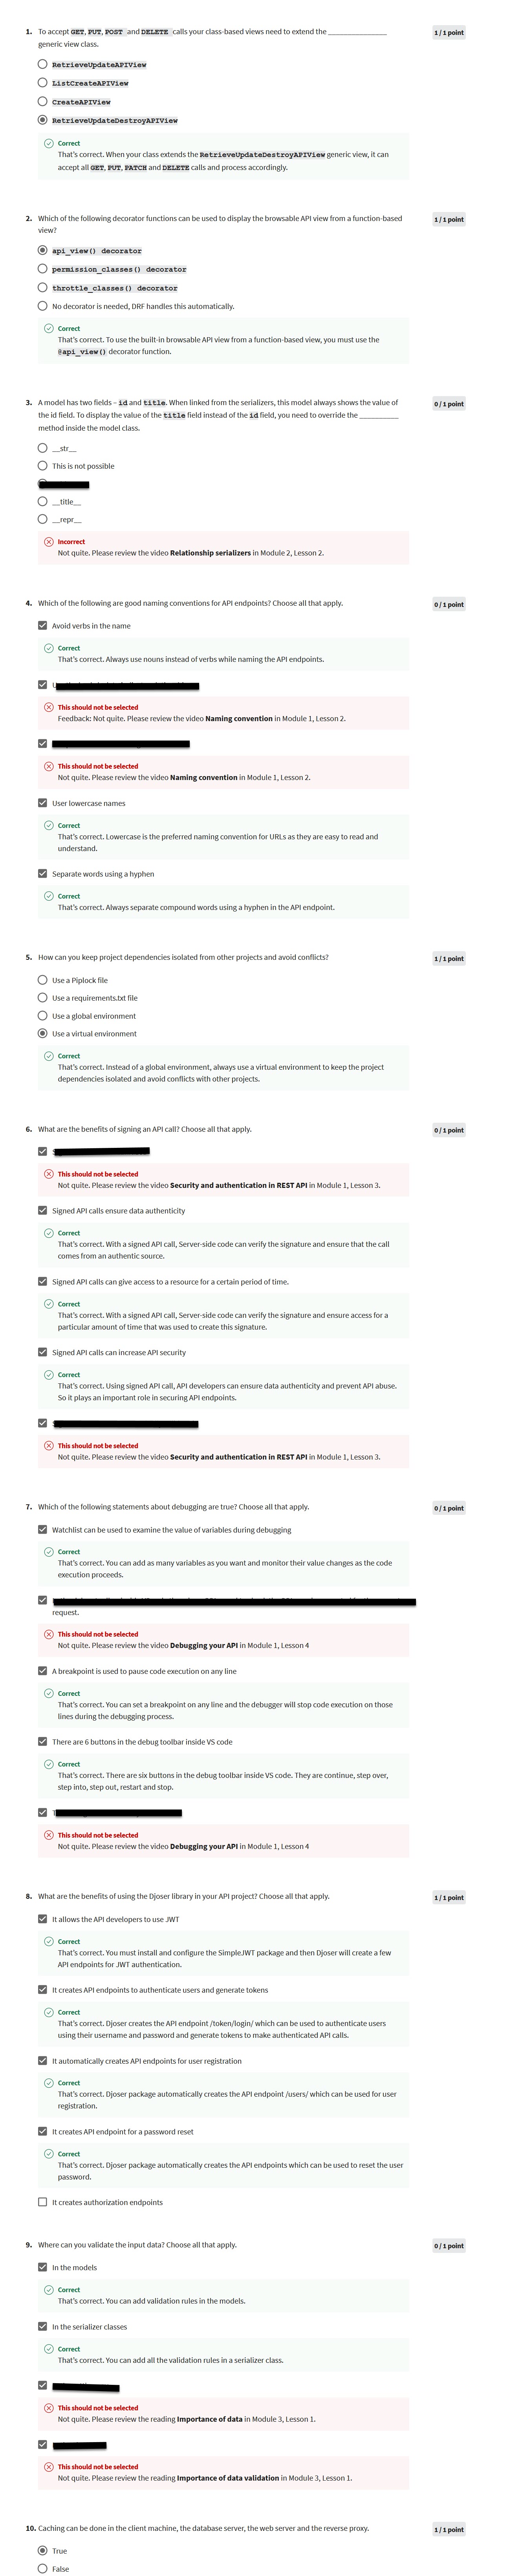 1. To accept GET, PUT, POST and DELETE calls your class-based views need to extend the _______________
generic view class.
1 / 1 point
RetrieveUpdateAPIView
ListCreateAPIView
CreateAPIView
RetrieveUpdateDestroyAPIView
Correct
That's correct. When your class extends the RetrieveUpdateDestroyAPIView generic view, it can
accept all GET, PUT, PATCH and DELETE calls and process accordingly.
2. Which of the following decorator functions can be used to display the browsable API view from a function-based
view?
1 / 1 point
api_view() decorator
permission_classes() decorator
throttle_classes() decorator
No decorator is needed, DRF handles this automatically.
Correct
That's correct. To use the built-in browsable API view from a function-based view, you must use the
@api_view() decorator function.
3. A model has two fields – id and title. When linked from the serializers, this model always shows the value of
the id field. To display the value of the title field instead of the id field, you need to override the __________
method inside the model class.
0 / 1 point
__str__
This is not possible
__title__
__repr__
Incorrect
Not quite. Please review the video Relationship serializers in Module 2, Lesson 2.
4. Which of the following are good naming conventions for API endpoints? Choose all that apply.
0 / 1 point
Avoid verbs in the name
Correct
That's correct. Always use nouns instead of verbs while naming the API endpoints.
This should not be selected
Feedback: Not quite. Please review the video Naming convention in Module 1, Lesson 2.
This should not be selected
Not quite. Please review the video Naming convention in Module 1, Lesson 2.
User lowercase names
Correct
That's correct. Lowercase is the preferred naming convention for URLs as they are easy to read and
understand.
Separate words using a hyphen
Correct
That's correct. Always separate compound words using a hyphen in the API endpoint.
5. How can you keep project dependencies isolated from other projects and avoid conflicts?
1 / 1 point
Use a Piplock file
Use a requirements.txt file
Use a global environment
Use a virtual environment
Correct
That's correct. Instead of a global environment, always use a virtual environment to keep the project
dependencies isolated and avoid conflicts with other projects.
6. What are the benefits of signing an API call? Choose all that apply.
0 / 1 point
This should not be selected
Not quite. Please review the video Security and authentication in REST API in Module 1, Lesson 3.
Signed API calls ensure data authenticity
Correct
That's correct. With a signed API call, Server-side code can verify the signature and ensure that the call
comes from an authentic source.
Signed API calls can give access to a resource for a certain period of time.
Correct
That's correct. With a signed API call, Server-side code can verify the signature and ensure access for a
particular amount of time that was used to create this signature.
Signed API calls can increase API security
Correct
That's correct. Using signed API call, API developers can ensure data authenticity and prevent API abuse.
So it plays an important role in securing API endpoints.
This should not be selected
Not quite. Please review the video Security and authentication in REST API in Module 1, Lesson 3.
7. Which of the following statements about debugging are true? Choose all that apply.
0 / 1 point
Watchlist can be used to examine the value of variables during debugging
Correct
That's correct. You can add as many variables as you want and monitor their value changes as the code
execution proceeds.
request.
This should not be selected
Not quite. Please review the video Debugging your API in Module 1, Lesson 4
A breakpoint is used to pause code execution on any line
Correct
That's correct. You can set a breakpoint on any line and the debugger will stop code execution on those
lines during the debugging process.
There are 6 buttons in the debug toolbar inside VS code
Correct
That's correct. There are six buttons in the debug toolbar inside VS code. They are continue, step over,
step into, step out, restart and stop.
This should not be selected
Not quite. Please review the video Debugging your API in Module 1, Lesson 4
8. What are the benefits of using the Djoser library in your API project? Choose all that apply.
1 / 1 point
It allows the API developers to use JWT
Correct
That's correct. You must install and configure the SimpleJWT package and then Djoser will create a few
API endpoints for JWT authentication.
It creates API endpoints to authenticate users and generate tokens
Correct
That's correct. Djoser creates the API endpoint /token/login/ which can be used to authenticate users
using their username and password and generate tokens to make authenticated API calls.
It automatically creates API endpoints for user registration
Correct
That's correct. Djoser package automatically creates the API endpoint /users/ which can be used for user
registration.
It creates API endpoint for a password reset
Correct
That's correct. Djoser package automatically creates the API endpoints which can be used to reset the user
password.
It creates authorization endpoints
9. Where can you validate the input data? Choose all that apply.
0 / 1 point
In the models
Correct
That's correct. You can add validation rules in the models.
In the serializer classes
Correct
That's correct. You can add all the validation rules in a serializer class.
This should not be selected
Not quite. Please review the reading Importance of data in Module 3, Lesson 1.
This should not be selected
Not quite. Please review the reading Importance of data validation in Module 3, Lesson 1.
10. Caching can be done in the client machine, the database server, the web server and the reverse proxy.
1 / 1 point
True
False